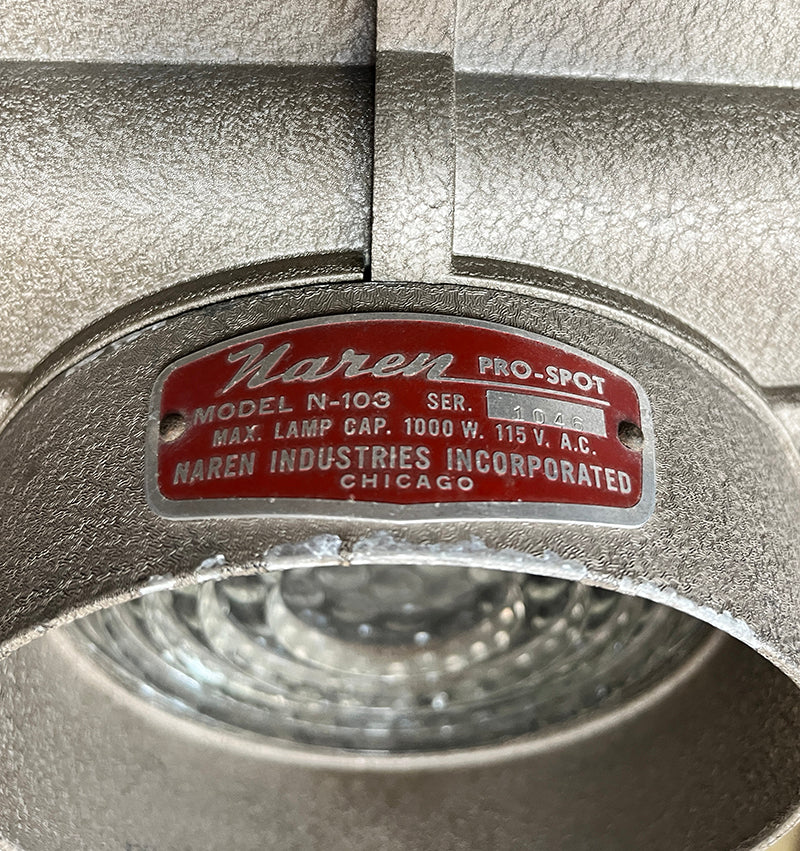 Naren PRO-SPOT
MODEL N-103 SER. 1046
MAX. LAMP CAP. 1000 W. 115 V. A.C.
NAREN INDUSTRIES INCORPORATED
CHICAGO